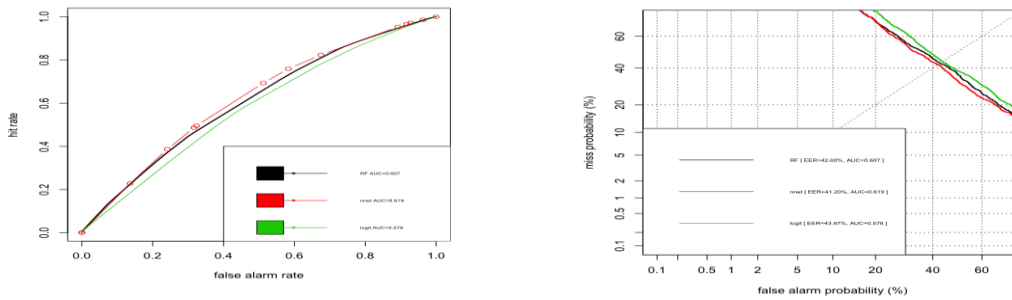 hit rate
1.0
0.8
0.6
0.4
0.2
0.0
RF AUC=0.607
nnet AUC=0.619
logit AUC=0.576
0.0 0.2 0.4 0.6 0.8 1.0
false alarm rate
miss probability (%)
60
40
20
10
5
2
1
0.5
0.1
RF [ EER=42.60%, AUC=0.607 ]
nnet [ EER=41.20%, AUC=0.619 ]
logit [ EER=43.67%, AUC=0.576 ]
0.1 0.5 1 2 5 10 20 40 60
false alarm probability (%)